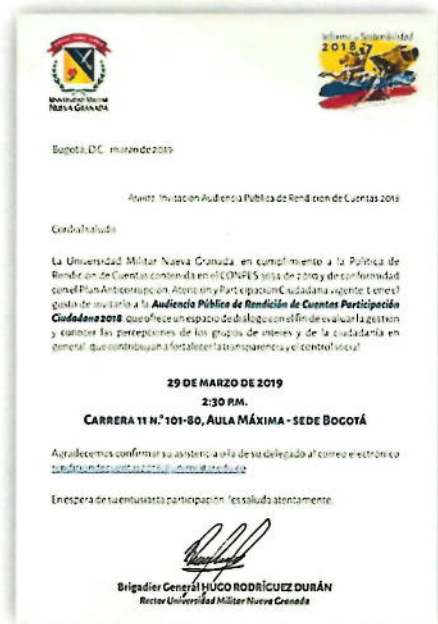 Informe de Sostenibilidad
2018
UNIVERSIDAD MILITAR
NUEVA GRANADA
Bogotá, D.C. marzo de 2019
Asunto: Invitación Audiencia Pública de Rendición de Cuentas 2018
Cordial saludo
La Universidad Militar Nueva Granada, en cumplimiento a la Política de
Rendición de Cuentas contenida en el CONPES 3654 de 2010 y de conformidad
con el Plan Anticorrupción, Atención y Participación Ciudadana vigente, tiene el
gusto de invitarlo a la Audiencia Pública de Rendición de Cuentas Participación
Ciudadana 2018, que ofrece un espacio de diálogo con el fin de evaluar la gestión
y conocer las percepciones de los grupos de interés y de la ciudadanía en
general, que contribuyan a fortalecer la transparencia y el control social.
29 DE MARZO DE 2019
2:30 P.M.
CARRERA 11 N.° 101-80, AULA MÁXIMA - SEDE BOGOTÁ
Agradecemos confirmar su asistencia o la de su delegado al correo electrónico
En espera de su entusiasta participación, les saluda atentamente,
Brigadier General HUGO RODRÍGUEZ DURÁN
Rector Universidad Militar Nueva Granada